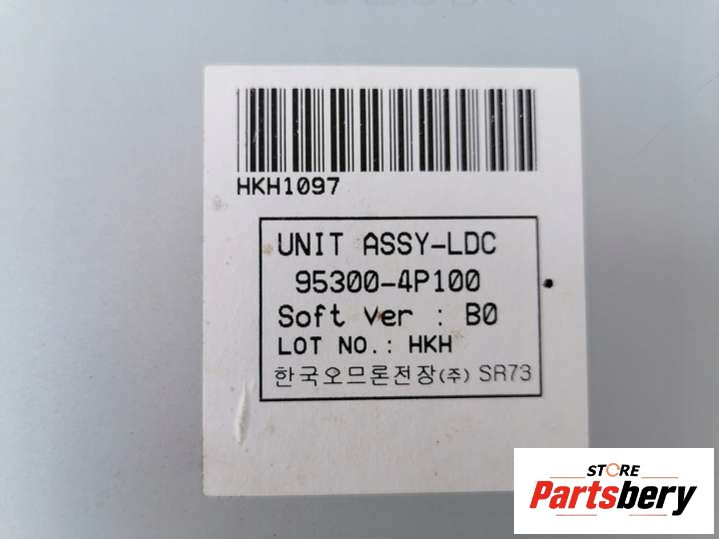 HKH1097
UNIT ASSY-LDC
95300-4P100
Soft Ver : B0
LOT NO.: HKH
한국오므론전장(주) SR73
STORE
Partsbery